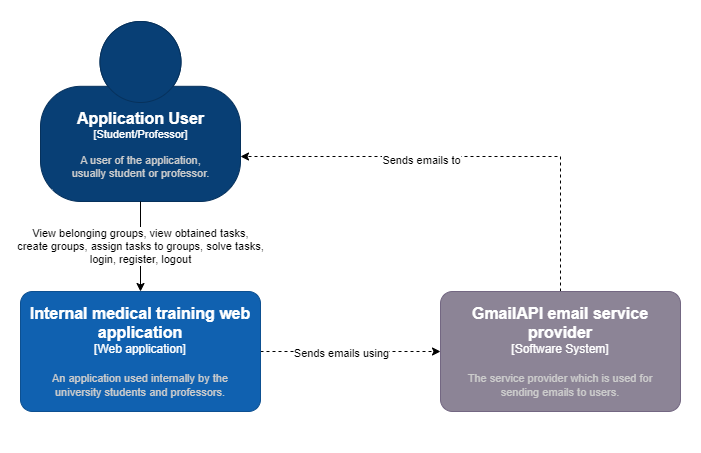 Application User
[Student/Professor]
A user of the application,
usually student or professor.
Sends emails to
View belonging groups, view obtained tasks,
create groups, assign tasks to groups, solve tasks,
login, register, logout
Internal medical training web
application
[Web application]
An application used internally by the
university students and professors.
Sends emails using
GmailAPI email service
provider
[Software System]
The service provider which is used for
sending emails to users.